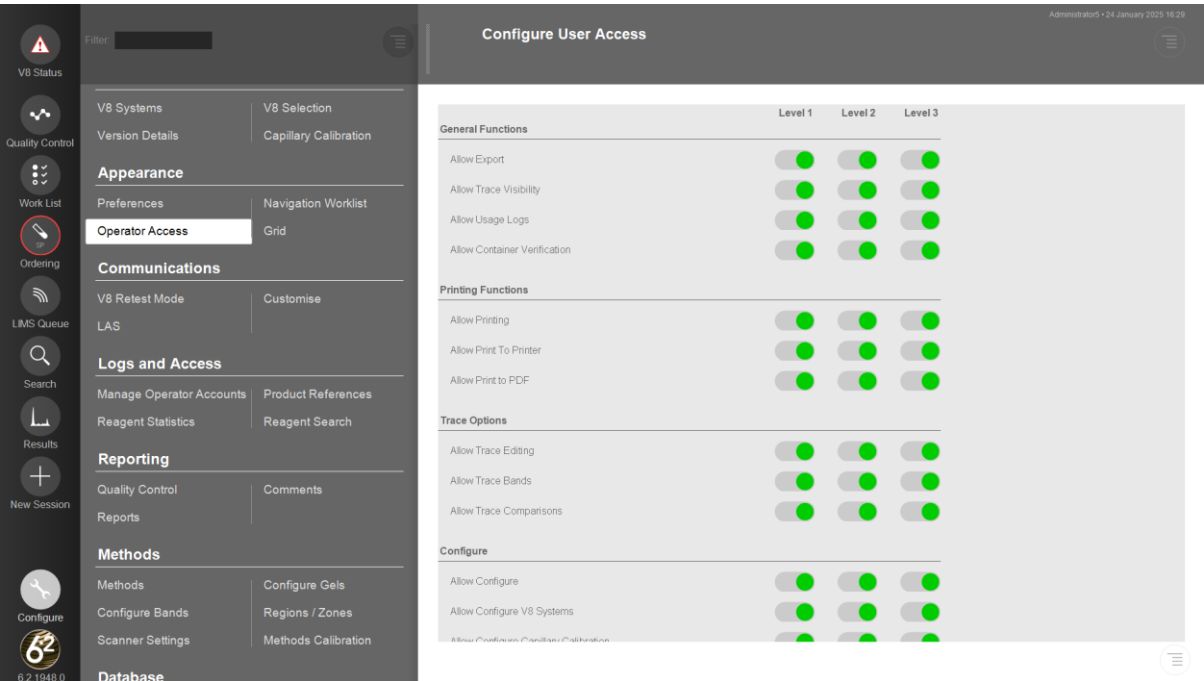 Administrator5 • 24 January 2025 16:29
Configure User Access
Filter:
V8 Status
Quality Control
Work List
SP
Ordering
LIMS Queue
Search
Results
New Session
Configure
62
6.2.1948.0
V8 Systems
V8 Selection
Version Details
Capillary Calibration
Appearance
Preferences
Navigation Worklist
Operator Access
Grid
Communications
V8 Retest Mode
Customise
LAS
Logs and Access
Manage Operator Accounts
Product References
Reagent Statistics
Reagent Search
Reporting
Quality Control
Comments
Reports
Methods
Methods
Configure Gels
Configure Bands
Regions / Zones
Scanner Settings
Methods Calibration
Database
Level 1 Level 2 Level 3
General Functions
Allow Export
Allow Trace Visibility
Allow Usage Logs
Allow Container Verification
Printing Functions
Allow Printing
Allow Print To Printer
Allow Print to PDF
Trace Options
Allow Trace Editing
Allow Trace Bands
Allow Trace Comparisons
Configure
Allow Configure
Allow Configure V8 Systems
Allow Configure Capillary Calibration